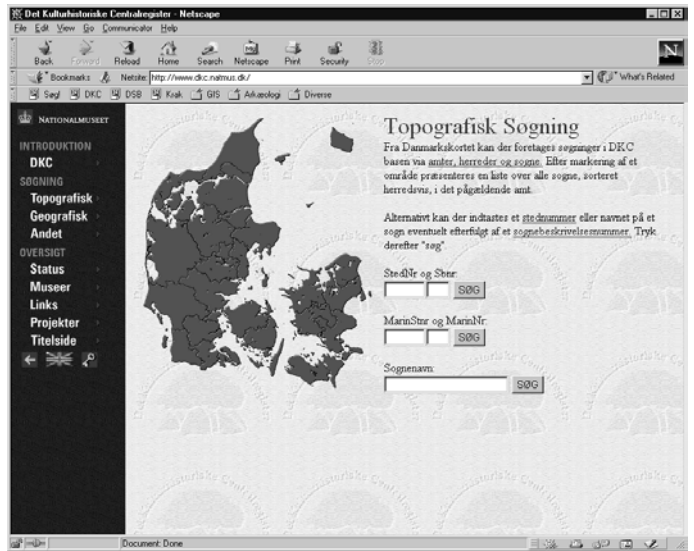 Det Kulturhistoriske Centralregister - Netscape
File Edit View Go Communicator Help
Back Forward Reload Home Search Netscape Print Security Stop
Bookmarks Netsite: http://www.dkc.natmus.dk/ What's Related
Søg! DKC DSB Krak GIS Arkæologi Diverse
NATIONALMUSEET
INTRODUKTION
DKC
SØGNING
Topografisk
Geografisk
Andet
OVERSIGT
Status
Museer
Links
Projekter
Titelside
Topografisk Søgning
Fra Danmarkskortet kan der foretages søgninger i DKC
basen via amter, herreder og sogne. Efter markering af et
område præsenteres en liste over alle sogne, sorteret
herredsvis, i det pågældende amt.
Alternativt kan der indtastes et stednummer eller navnet på et
sogn eventuelt efterfulgt af et sognebeskrivelsesnummer. Tryk
derefter "søg".
StedNr og Sbnr:
SØG
MarinStnr og MarinNr:
SØG
Sognenavn:
SØG
Document: Done